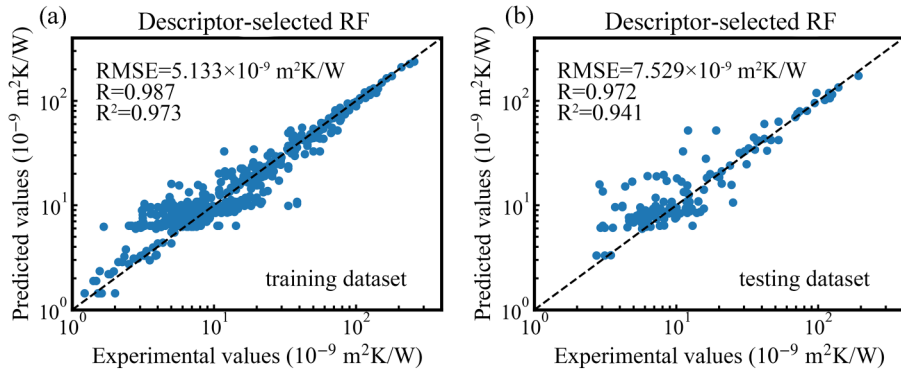 (a) Descriptor-selected RF
RMSE=5.133×10⁻⁹ m²K/W
R=0.987
R²=0.973
training dataset
Predicted values (10⁻⁹ m²K/W)
10²
10¹
10⁰
10⁰ 10¹ 10²
Experimental values (10⁻⁹ m²K/W)
(b) Descriptor-selected RF
RMSE=7.529×10⁻⁹ m²K/W
R=0.972
R²=0.941
testing dataset
Predicted values (10⁻⁹ m²K/W)
10²
10¹
10⁰
10⁰ 10¹ 10²
Experimental values (10⁻⁹ m²K/W)